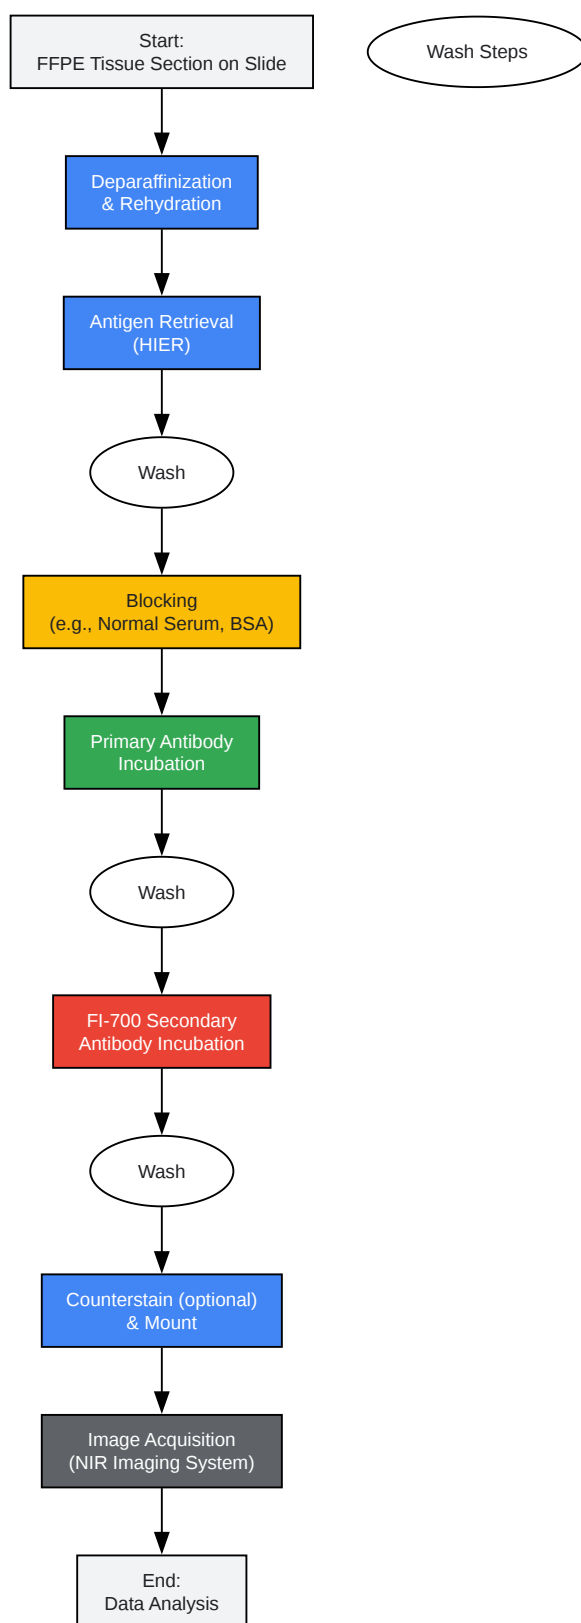 Start:
FFPE Tissue Section on Slide
Wash Steps
Deparaffinization
& Rehydration
Antigen Retrieval
(HIER)
Wash
Blocking
(e.g., Normal Serum, BSA)
Primary Antibody
Incubation
Wash
FI-700 Secondary
Antibody Incubation
Wash
Counterstain (optional)
& Mount
Image Acquisition
(NIR Imaging System)
End:
Data Analysis